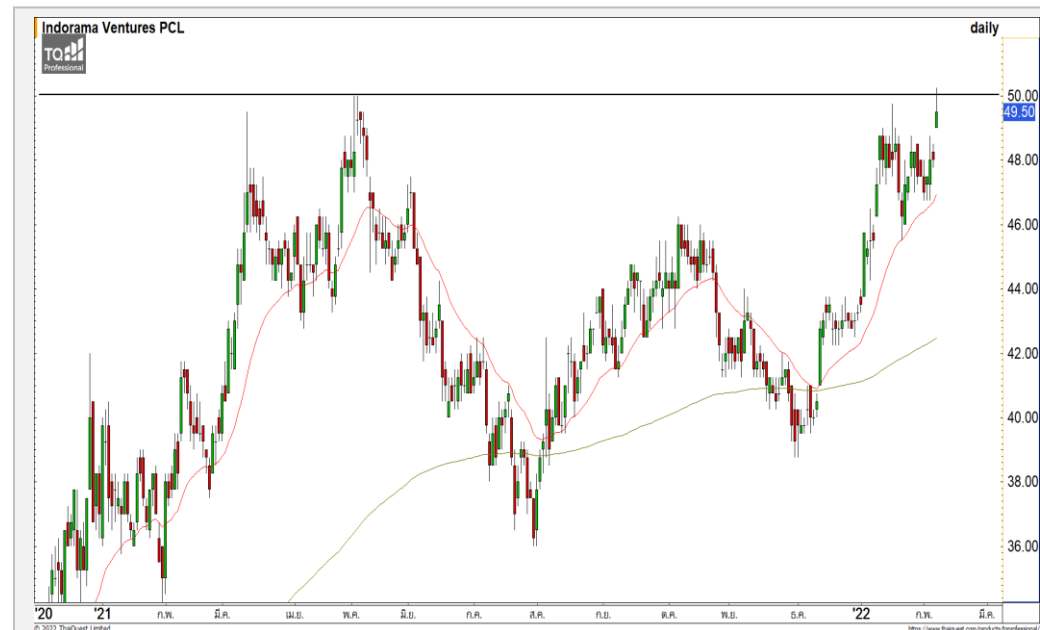 Indorama Ventures PCL
daily
TQ
Professional
50.00
49.50
48.00
46.00
44.00
42.00
40.00
38.00
36.00
'20 '21 ก.พ. มี.ค. เม.ย. พ.ค. มิ.ย. ก.ค. ส.ค. ก.ย. ต.ค. พ.ย. ธ.ค. '22 ก.พ. มี.ค.
© 2022 ThaiQuest Limited